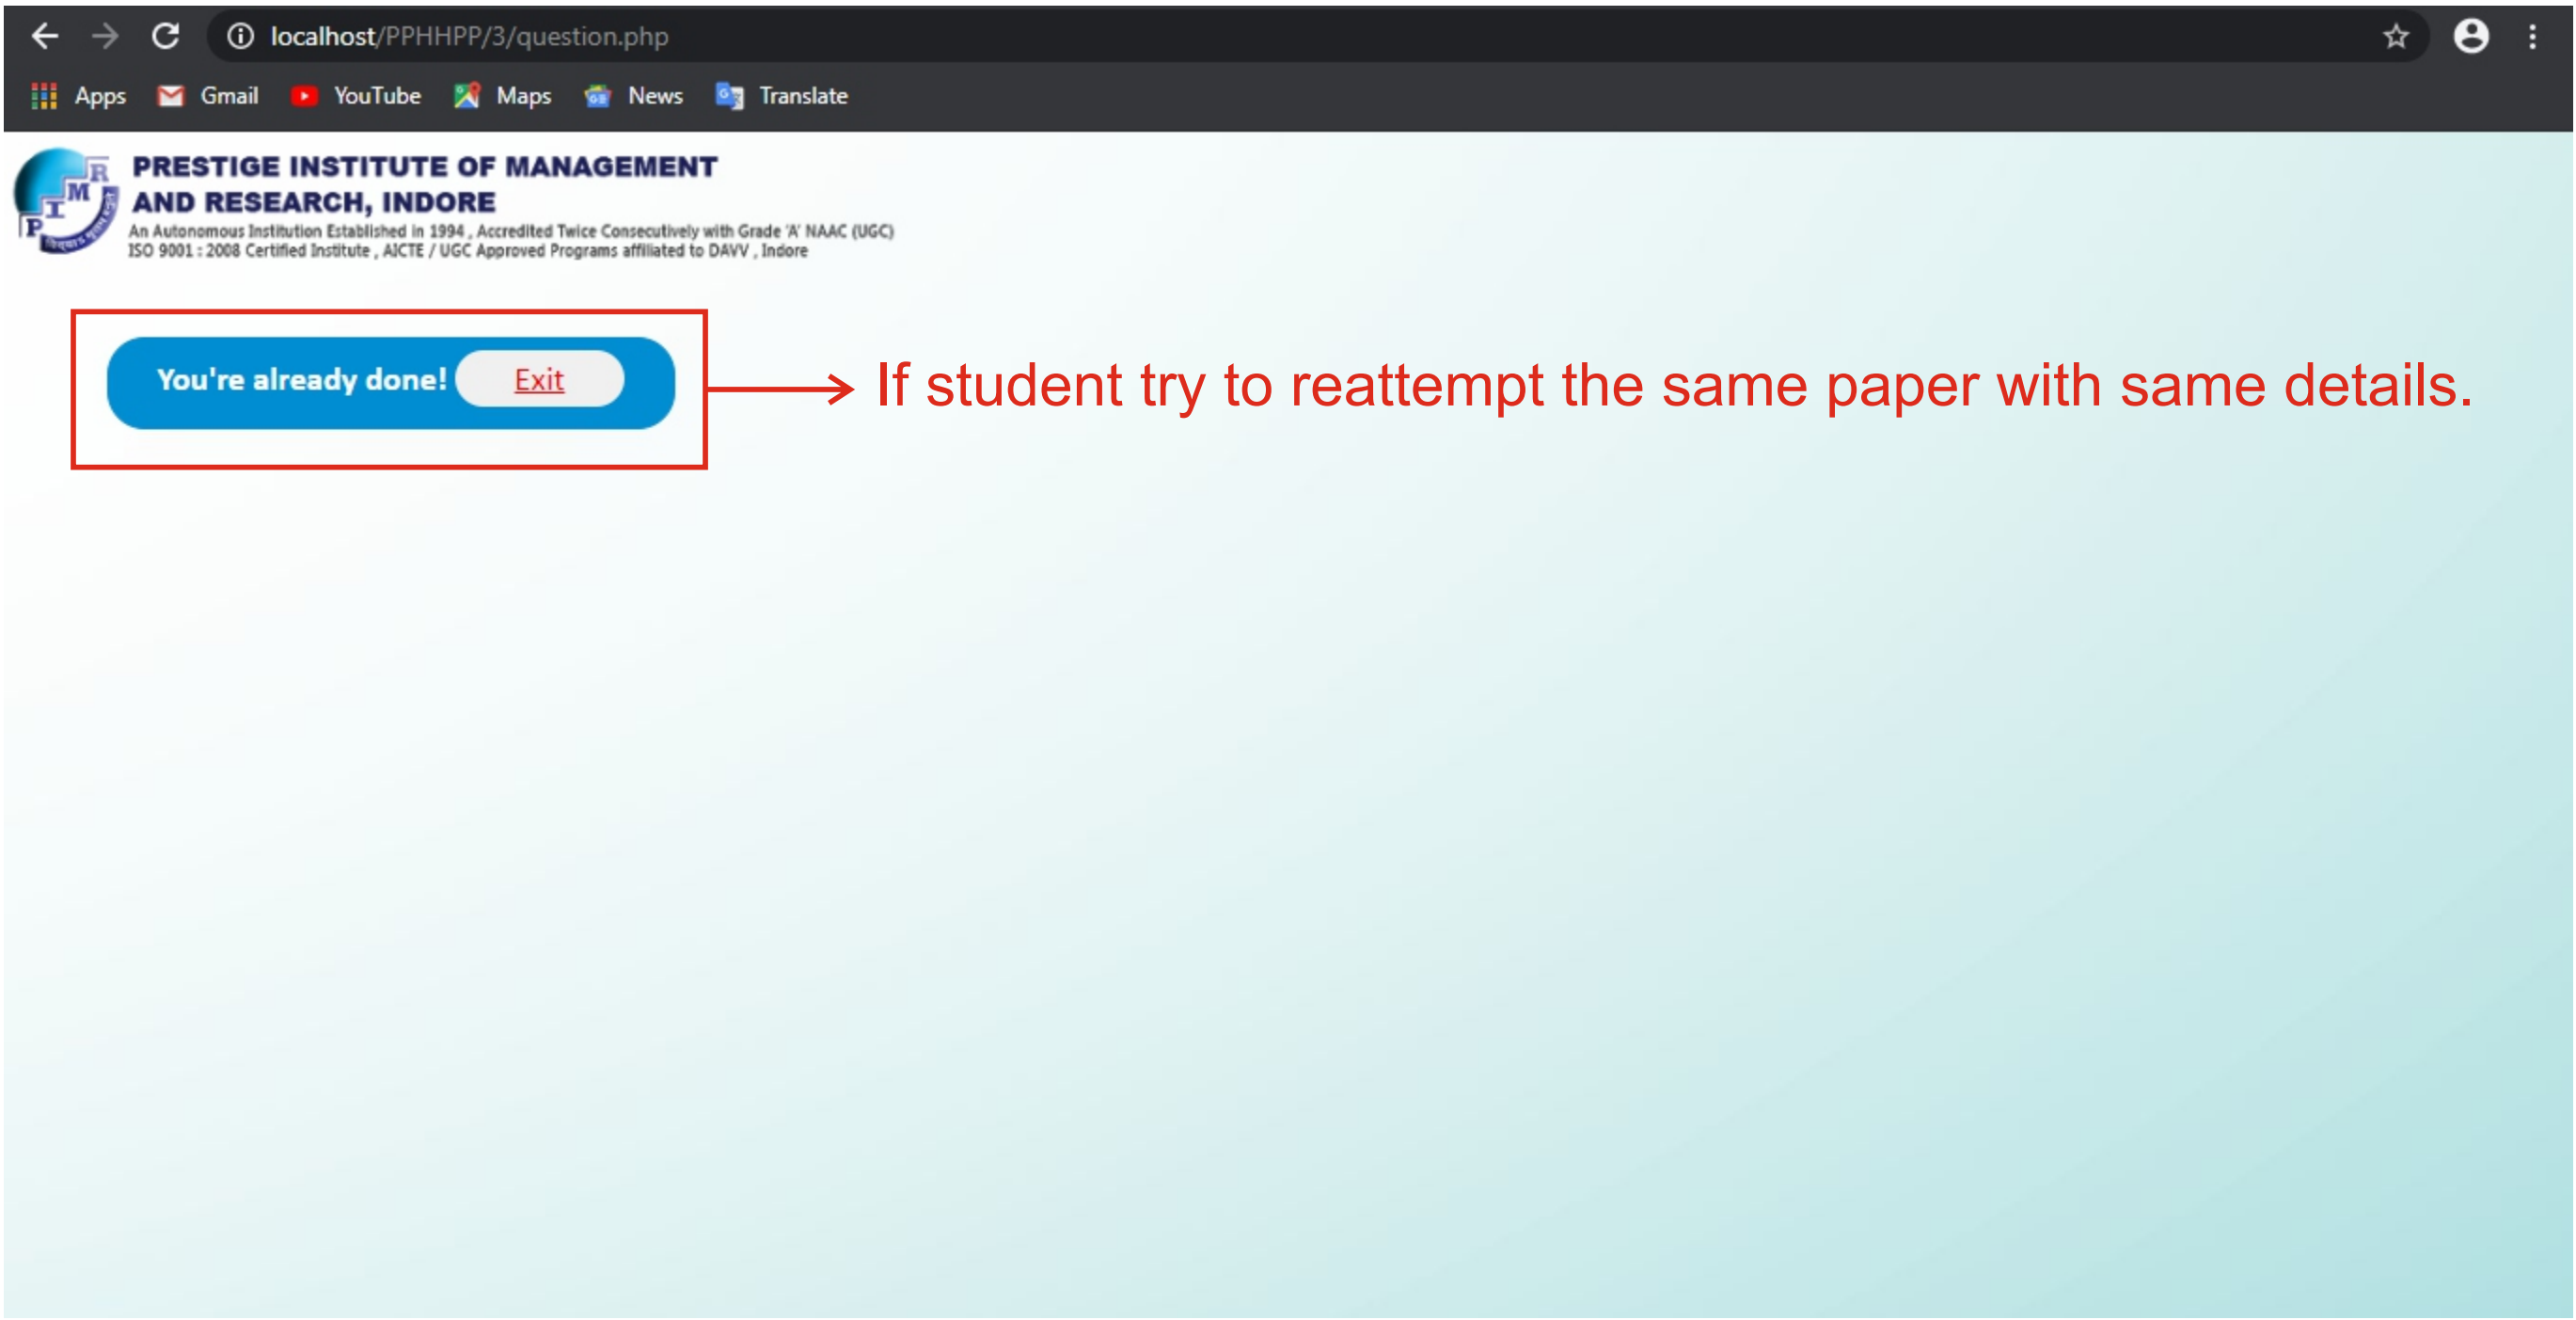 localhost/PPHHPP/3/question.php
Apps Gmail YouTube Maps News Translate
PIMR
PRESTIGE INSTITUTE OF MANAGEMENT
AND RESEARCH, INDORE
An Autonomous Institution Established in 1994 , Accredited Twice Consecutively with Grade 'A' NAAC (UGC)
ISO 9001 : 2008 Certified Institute , AICTE / UGC Approved Programs affiliated to DAVV , Indore
You're already done! Exit
If student try to reattempt the same paper with same details.